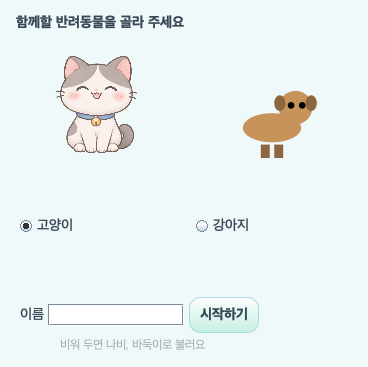 함께할 반려동물을 골라 주세요
고양이
강아지
이름
시작하기
비워 두면 나비, 바둑이로 불러요